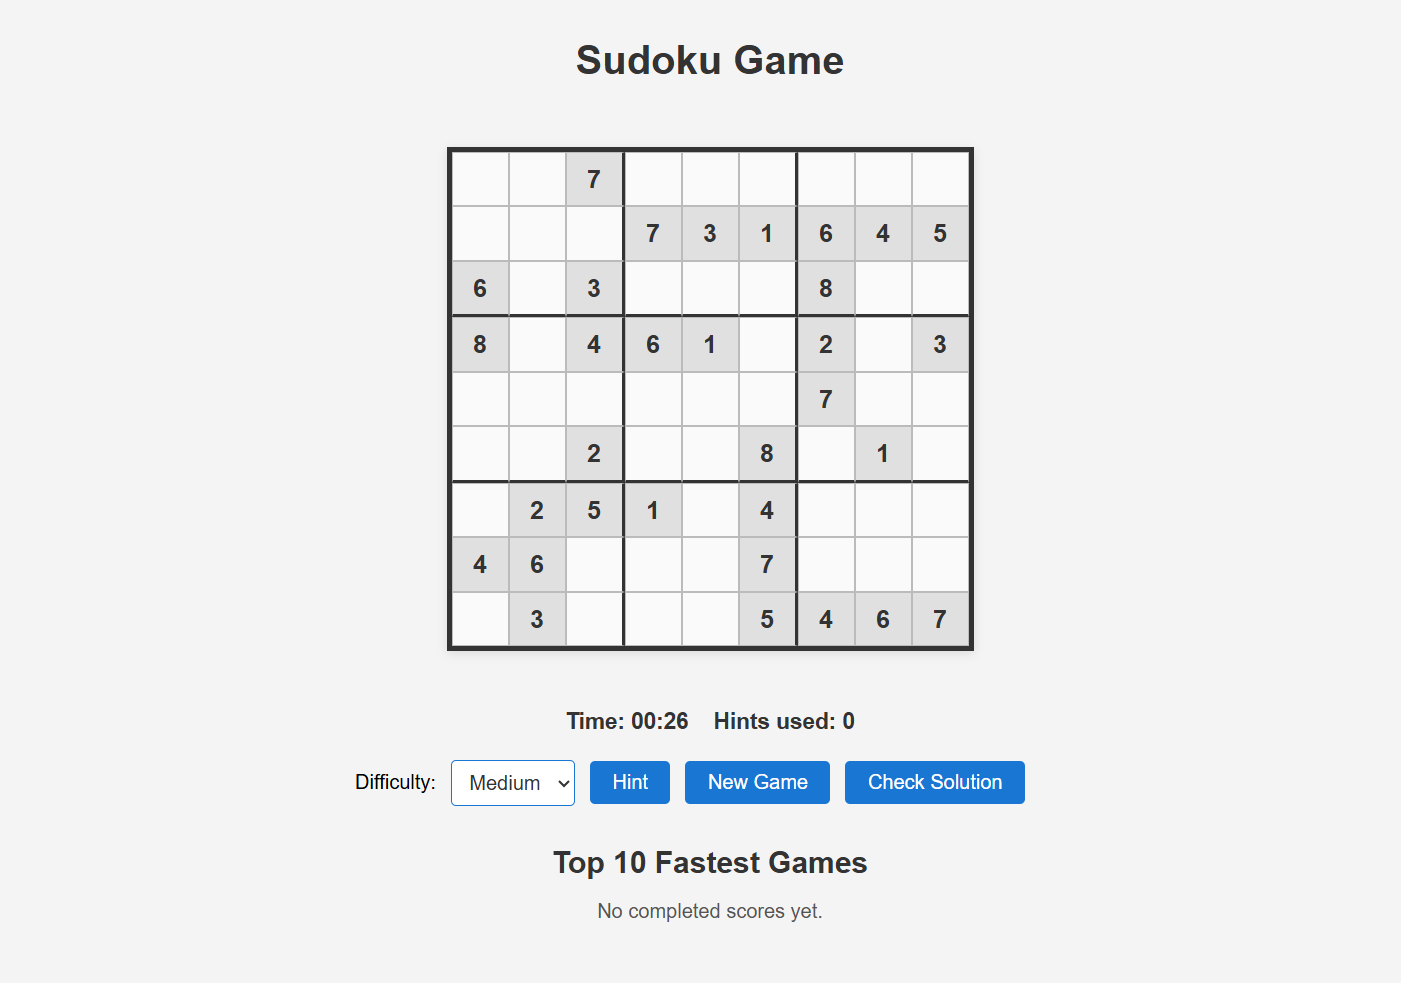 Sudoku Game
7
7 3 1 6 4 5
6 3 8
8 4 6 1 2 3
7
2 8 1
2 5 1 4
4 6 7
3 5 4 6 7
Time: 00:26 Hints used: 0
Difficulty: Medium Hint New Game Check Solution
Top 10 Fastest Games
No completed scores yet.